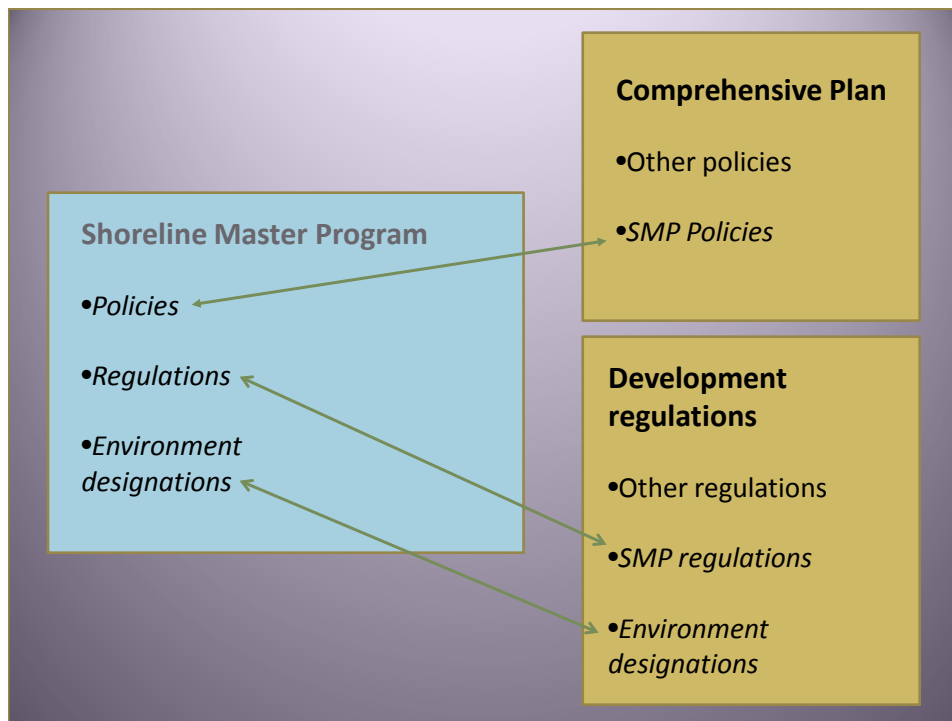 Shoreline Master Program
•Policies
•Regulations
•Environment
designations
Comprehensive Plan
•Other policies
•SMP Policies
Development
regulations
•Other regulations
•SMP regulations
•Environment
designations